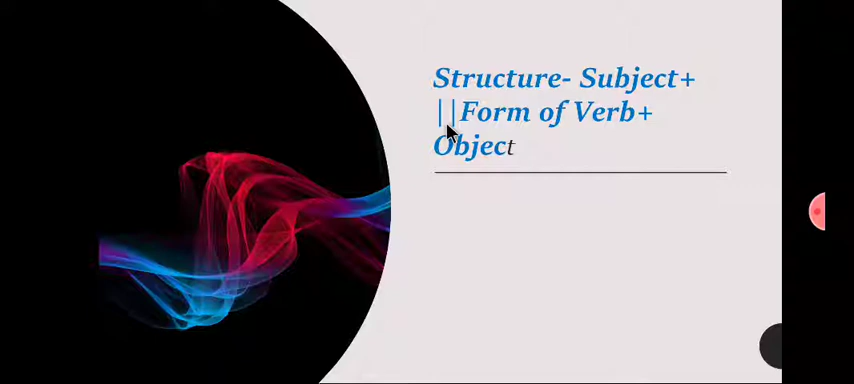 Structure- Subject+
||Form of Verb+
Object